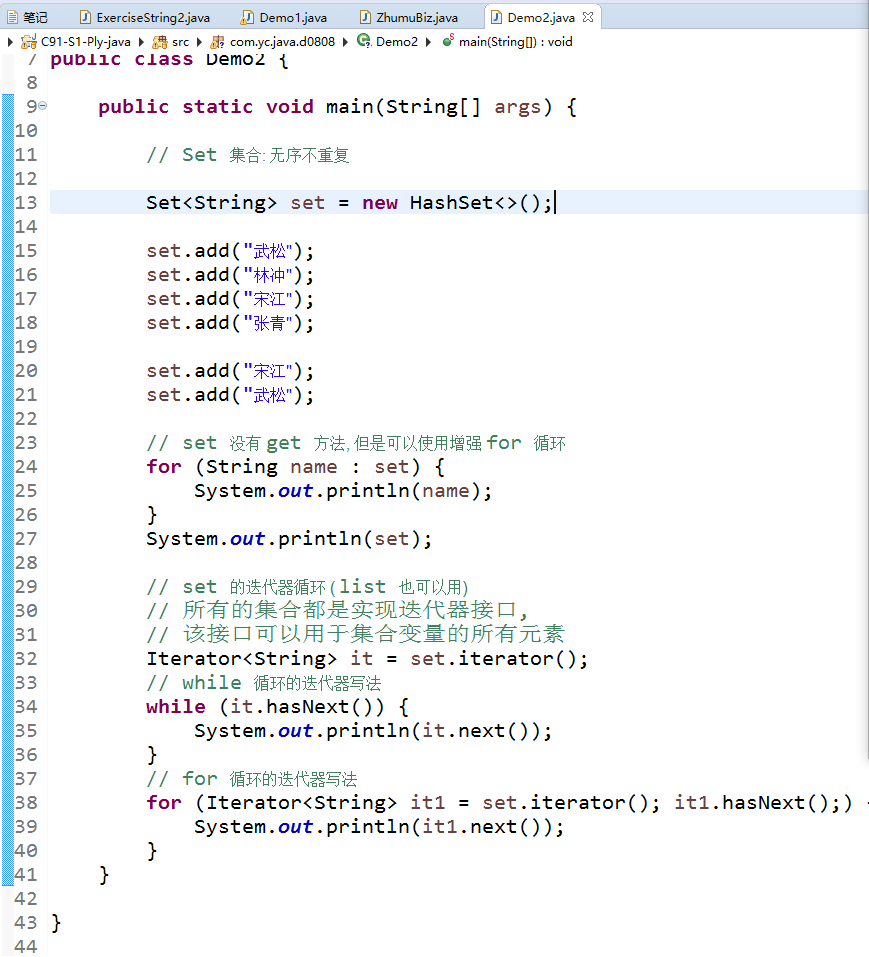 笔记 ExerciseString2.java Demo1.java ZhumuBiz.java Demo2.java
C91-S1-Ply-java src com.yc.java.d0808 Demo2 main(String[]) : void
7 public class Demo2 {
8
9 public static void main(String[] args) {
10
11 // Set 集合:无序不重复
12
13 Set<String> set = new HashSet<>();
14
15 set.add("武松");
16 set.add("林冲");
17 set.add("宋江");
18 set.add("张青");
19
20 set.add("宋江");
21 set.add("武松");
22
23 // set 没有 get 方法,但是可以使用增强 for 循环
24 for (String name : set) {
25 System.out.println(name);
26 }
27 System.out.println(set);
28
29 // set 的迭代器循环(list 也可以用)
30 // 所有的集合都是实现迭代器接口,
31 // 该接口可以用于集合变量的所有元素
32 Iterator<String> it = set.iterator();
33 // while 循环的迭代器写法
34 while (it.hasNext()) {
35 System.out.println(it.next());
36 }
37 // for 循环的迭代器写法
38 for (Iterator<String> it1 = set.iterator(); it1.hasNext();)
39 System.out.println(it1.next());
40 }
41 }
42
43 }
44